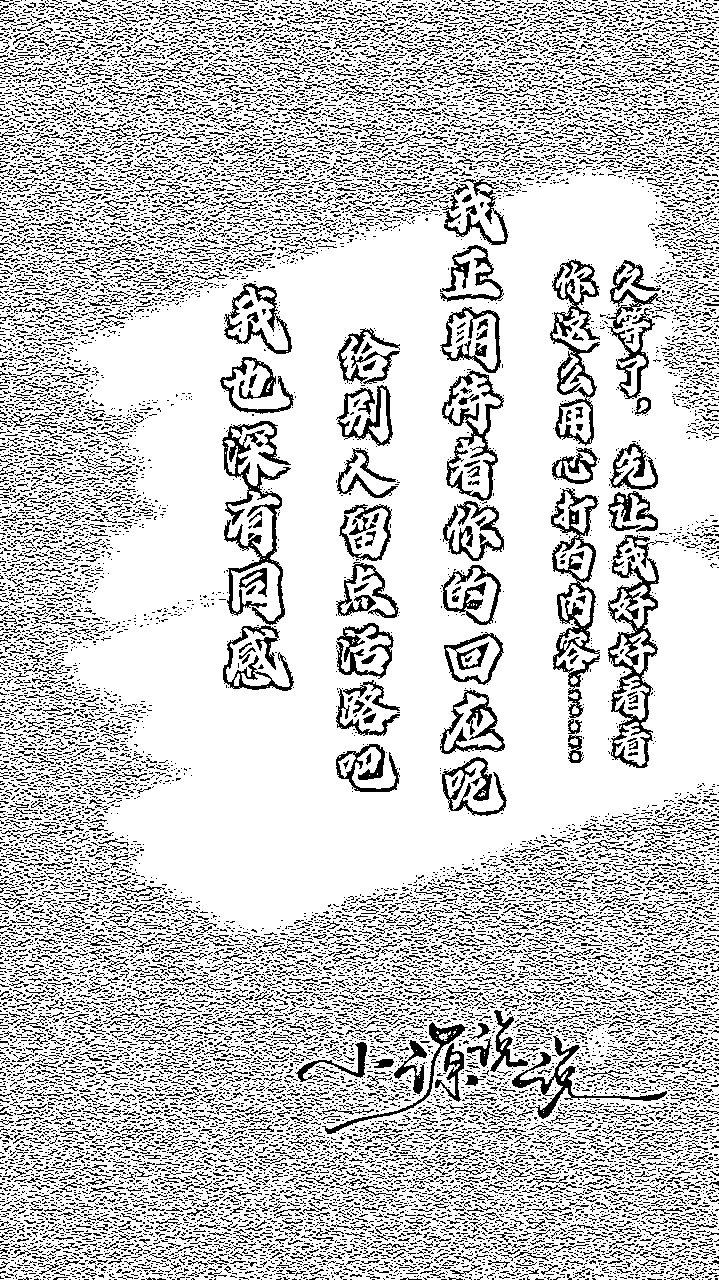 久等了，先让我好好看看
你这么用心打的内容□□□□□□
我正期待着你的回应呢
给别人留点活路吧
我也深有同感
小谭说说